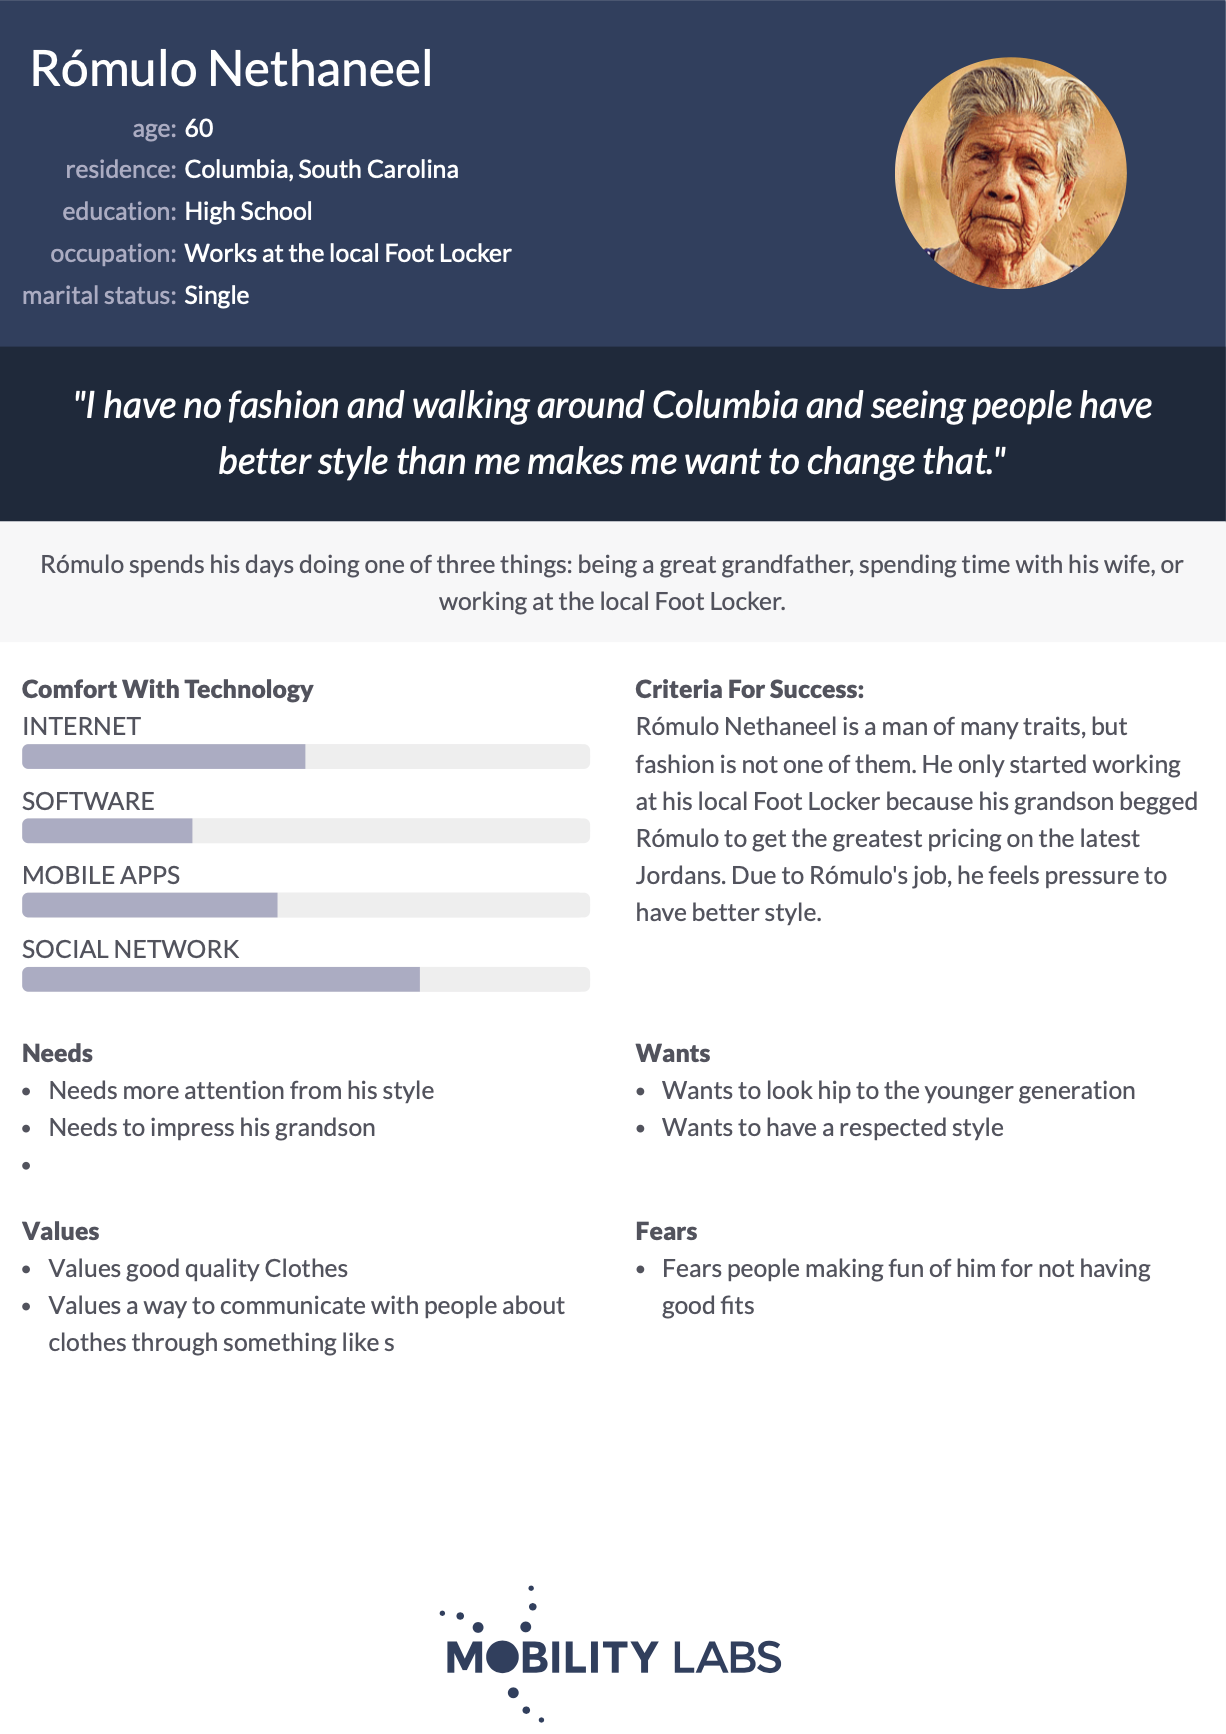 Rómulo Nethaneel
age: 60
residence: Columbia, South Carolina
education: High School
occupation: Works at the local Foot Locker
marital status: Single
"I have no fashion and walking around Columbia and seeing people have
better style than me makes me want to change that."
Rómulo spends his days doing one of three things: being a great grandfather, spending time with his wife, or
working at the local Foot Locker.
Comfort With Technology
INTERNET
SOFTWARE
MOBILE APPS
SOCIAL NETWORK
Criteria For Success:
Rómulo Nethaneel is a man of many traits, but
fashion is not one of them. He only started working
at his local Foot Locker because his grandson begged
Rómulo to get the greatest pricing on the latest
Jordans. Due to Rómulo's job, he feels pressure to
have better style.
Needs
• Needs more attention from his style
• Needs to impress his grandson
•
Wants
• Wants to look hip to the younger generation
• Wants to have a respected style
Values
• Values good quality Clothes
• Values a way to communicate with people about
clothes through something like s
Fears
• Fears people making fun of him for not having
good fits
MOBILITY LABS